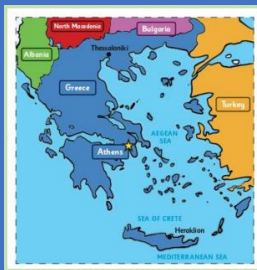 North Macedonia
Bulgaria
Albania
Thessaloniki
Greece
Turkey
AEGEAN
SEA
Athens
SEA OF CRETE
Heraklion
MEDITERRANEAN SEA